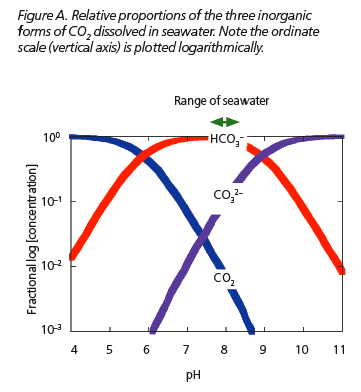 Figure A. Relative proportions of the three inorganic
forms of CO₂ dissolved in seawater. Note the ordinate
scale (vertical axis) is plotted logarithmically.
Range of seawater
HCO₃⁻
CO₃²⁻
CO₂
Fractional log [concentration]
10⁰
10⁻¹
10⁻²
10⁻³
4 5 6 7 8 9 10 11
pH